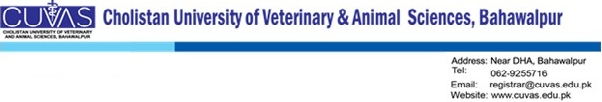 CUVAS
CHOLISTAN UNIVERSITY OF VETERINARY
AND ANIMAL SCIENCES, BAHAWALPUR
Cholistan University of Veterinary & Animal Sciences, Bahawalpur
Address: Near DHA, Bahawalpur
Tel: 062-9255716
Email: registrar@cuvas.edu.pk
Website: www.cuvas.edu.pk